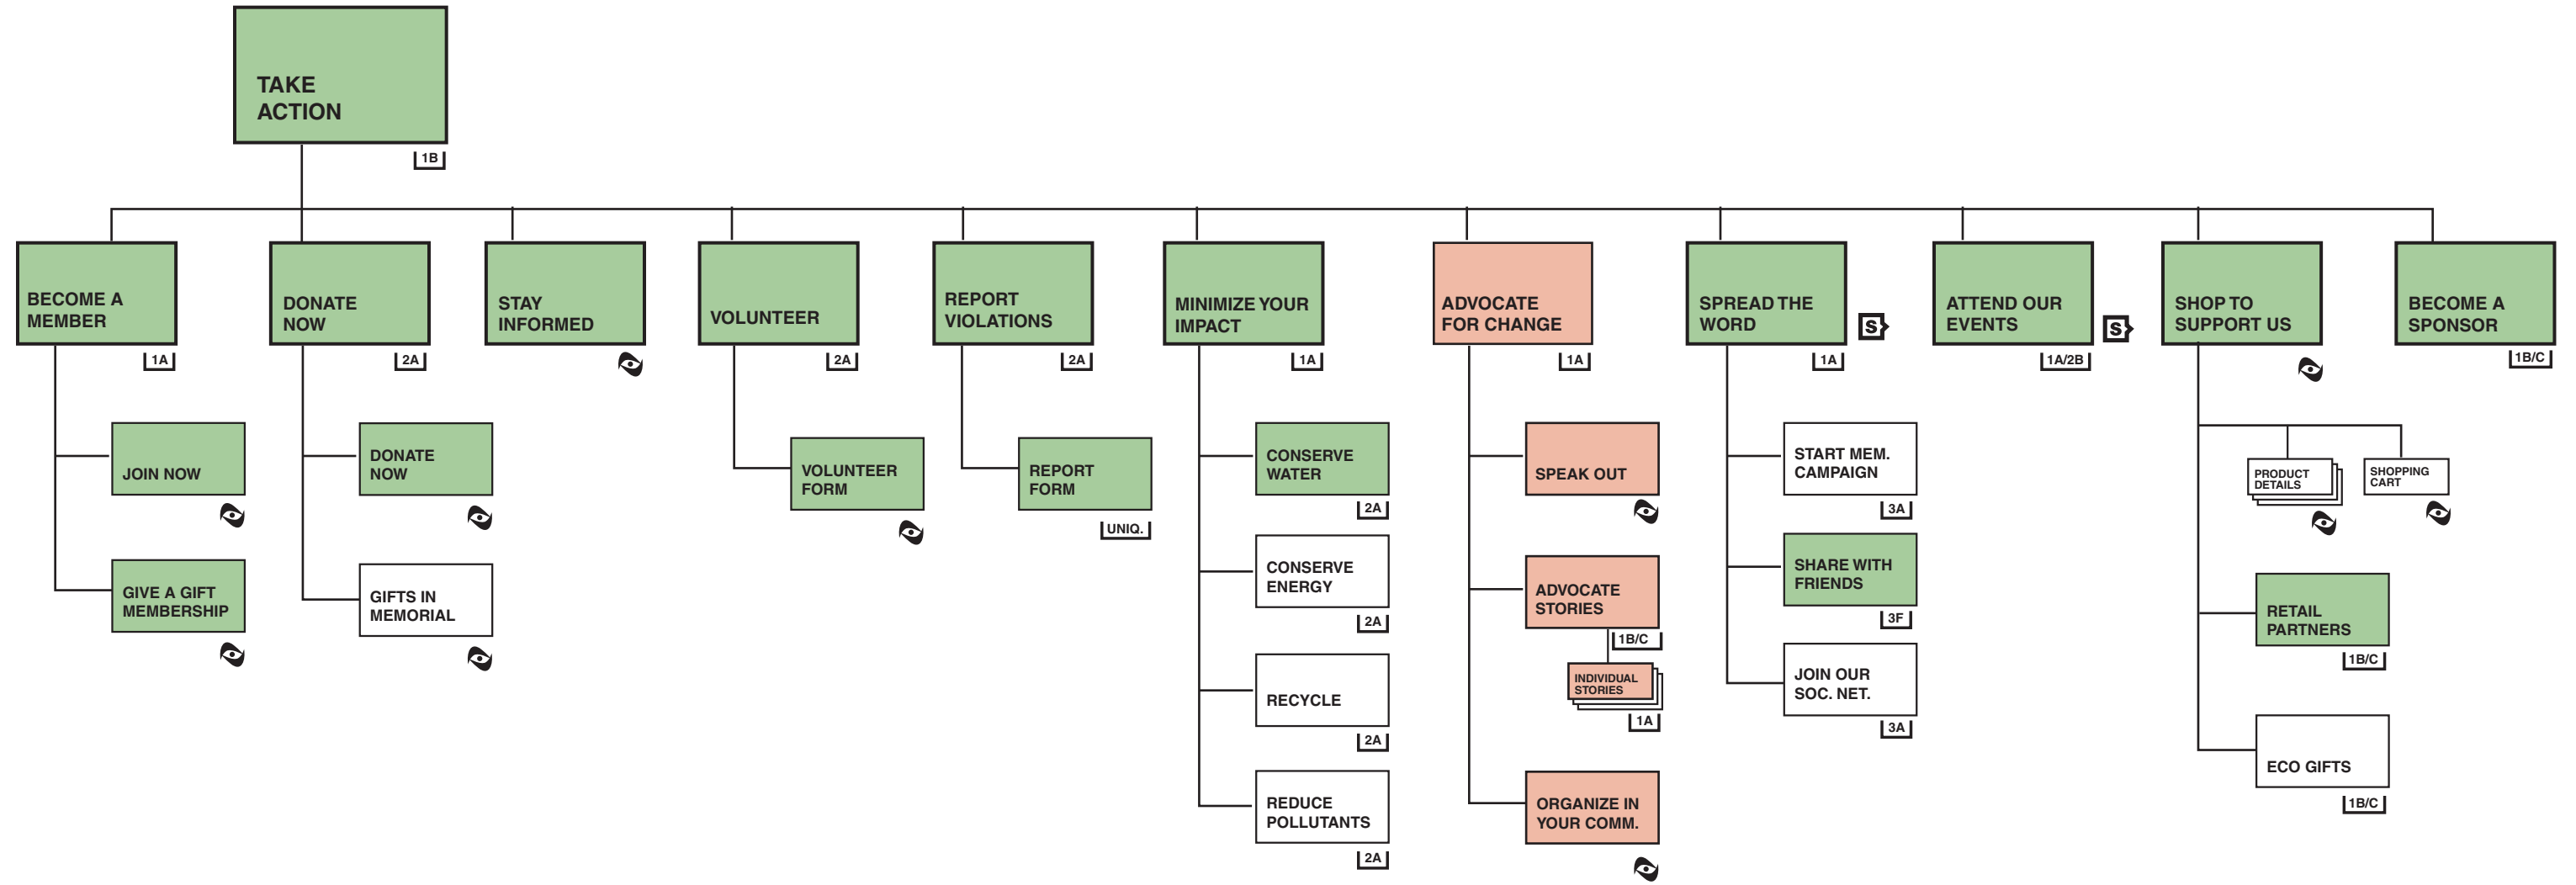 TAKE
ACTION
1B
BECOME A
MEMBER
1A
JOIN NOW
GIVE A GIFT
MEMBERSHIP
DONATE
NOW
2A
DONATE
NOW
GIFTS IN
MEMORIAL
STAY
INFORMED
VOLUNTEER
2A
VOLUNTEER
FORM
REPORT
VIOLATIONS
2A
REPORT
FORM
UNIQ.
MINIMIZE YOUR
IMPACT
1A
CONSERVE
WATER
2A
CONSERVE
ENERGY
2A
RECYCLE
2A
REDUCE
POLLUTANTS
2A
ADVOCATE
FOR CHANGE
1A
SPEAK OUT
ADVOCATE
STORIES
1B/C
INDIVIDUAL
STORIES
1A
ORGANIZE IN
YOUR COMM.
SPREAD THE
WORD
S
1A
START MEM.
CAMPAIGN
3A
SHARE WITH
FRIENDS
3F
JOIN OUR
SOC. NET.
3A
ATTEND OUR
EVENTS
S
1A/2B
SHOP TO
SUPPORT US
PRODUCT
DETAILS
SHOPPING
CART
RETAIL
PARTNERS
1B/C
ECO GIFTS
1B/C
BECOME A
SPONSOR
1B/C